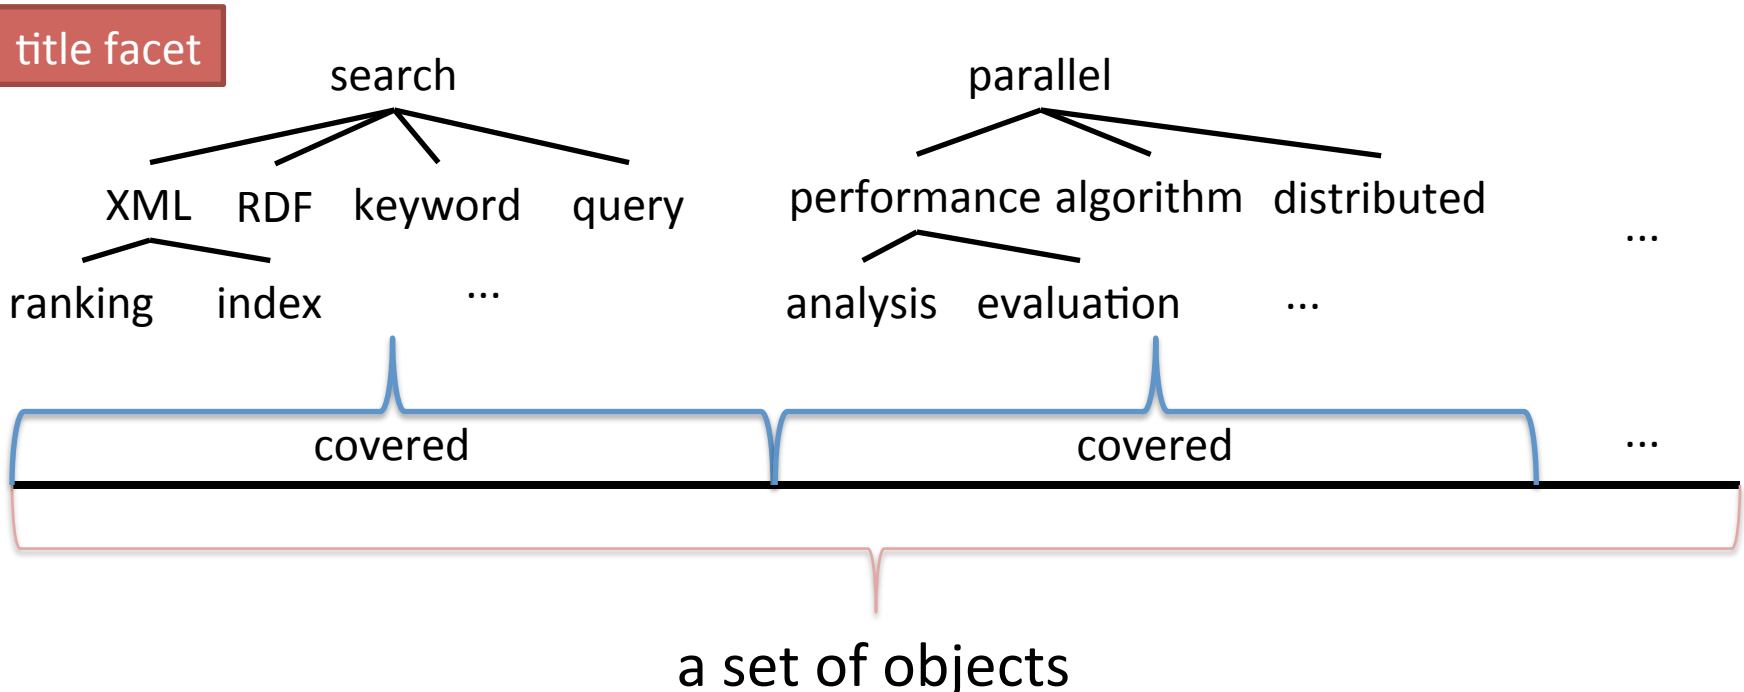 title facet
search parallel
XML RDF keyword query performance algorithm distributed ...
ranking index ... analysis evaluation ...
covered covered ...
a set of objects